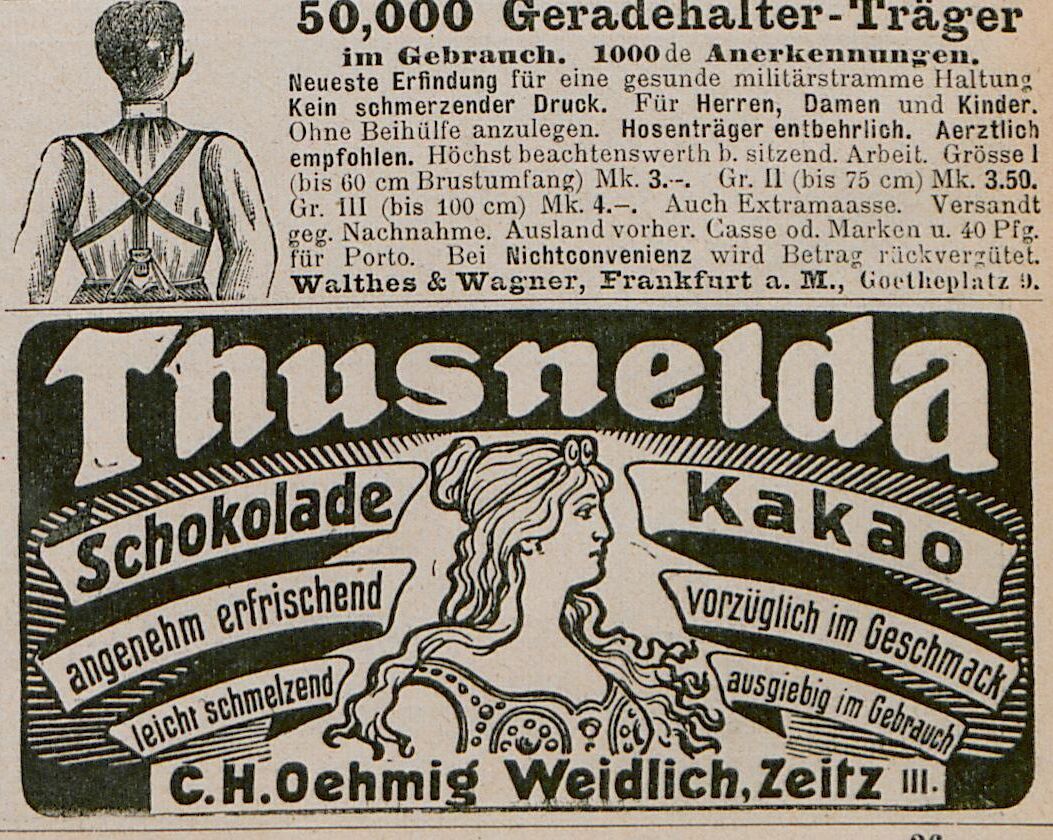 50,000 Geradehalter-Träger
im Gebrauch. 1000de Anerkennungen.
Neueste Erfindung für eine gesunde militärstramme Haltung
Kein schmerzender Druck. Für Herren, Damen und Kinder.
Ohne Beihülfe anzulegen. Hosenträger entbehrlich. Aerztlich
empfohlen. Höchst beachtenswerth b. sitzend. Arbeit. Grösse I
(bis 60 cm Brustumfang) Mk. 3.-. Gr. II (bis 75 cm) Mk. 3.50.
Gr. III (bis 100 cm) Mk. 4.-. Auch Extramaasse. Versandt
geg. Nachnahme. Ausland vorher. Casse od. Marken u. 40 Pfg.
für Porto. Bei Nichtconvenienz wird Betrag rückvergütet.
Walthes & Wagner, Frankfurt a. M., Goetheplatz 9.
Thusnelda
Schokolade
Kakao
angenehm erfrischend
vorzüglich im Geschmack
leicht schmelzend
ausgiebig im Gebrauch
C.H.Oehmig Weidlich, Zeitz III.